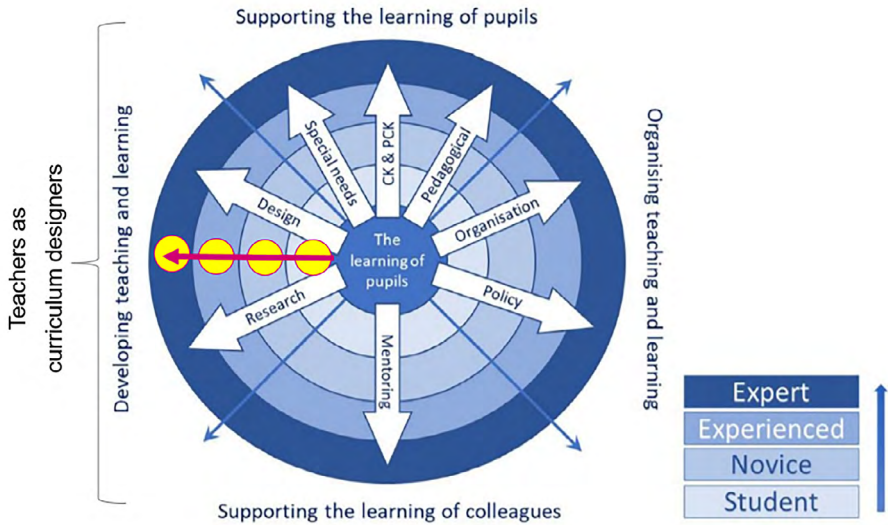 Supporting the learning of pupils
Teachers as
curriculum designers
Developing teaching and learning
Special needs
CK & PCK
Pedagogical
Design
Organisation
The
learning of
pupils
Research
Policy
Mentoring
Organising teaching and learning
Supporting the learning of colleagues
Expert
Experienced
Novice
Student